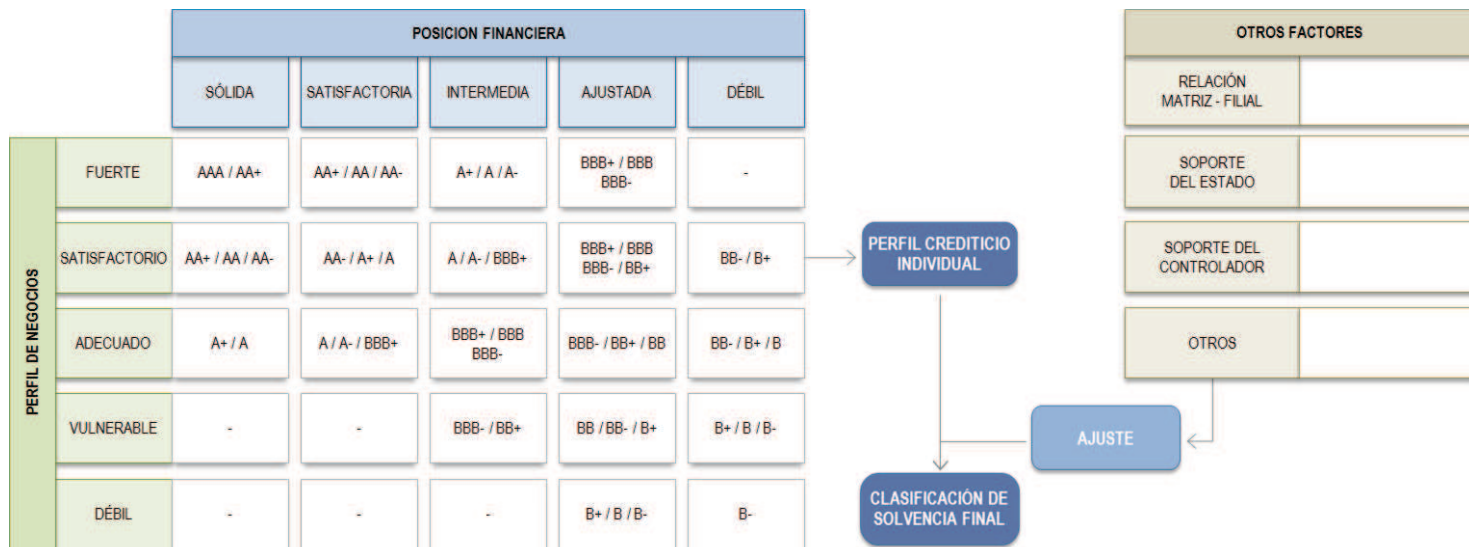 POSICION FINANCIERA
SÓLIDA
SATISFACTORIA
INTERMEDIA
AJUSTADA
DÉBIL
PERFIL DE NEGOCIOS
FUERTE
AAA / AA+
AA+ / AA / AA-
A+ / A / A-
BBB+ / BBB
BBB-
-
SATISFACTORIO
AA+ / AA / AA-
AA- / A+ / A
A / A- / BBB+
BBB+ / BBB
BBB- / BB+
BB- / B+
ADECUADO
A+ / A
A / A- / BBB+
BBB+ / BBB
BBB-
BBB- / BB+ / BB
BB- / B+ / B
VULNERABLE
-
-
BBB- / BB+
BB / BB- / B+
B+ / B / B-
DÉBIL
-
-
-
B+ / B / B-
B-
PERFIL CREDITICIO
INDIVIDUAL
CLASIFICACIÓN DE
SOLVENCIA FINAL
AJUSTE
OTROS FACTORES
RELACIÓN
MATRIZ - FILIAL
SOPORTE
DEL ESTADO
SOPORTE DEL
CONTROLADOR
OTROS